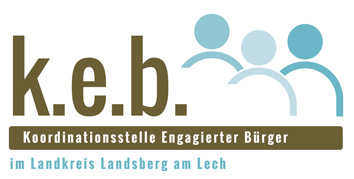 k.e.b.
Koordinationsstelle Engagierter Bürger
im Landkreis Landsberg am Lech